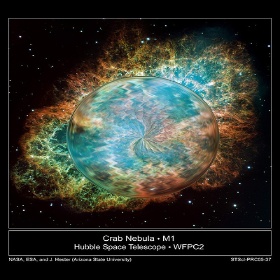 Crab Nebula • M1
Hubble Space Telescope • WFPC2
NASA, ESA, and J. Hester (Arizona State University)
STScI-PRC05-37